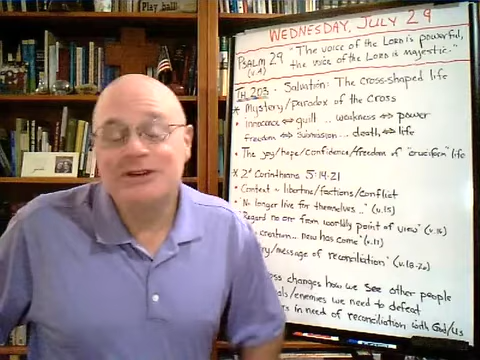 Play ball!
WEDNESDAY, JULY 29
PSALM 29 "The voice of the LORD is powerful,
(v.4) the voice of the LORD is majestic."
TH 203: Salvation: The cross-shaped life
* Mystery/paradox of the Cross
• innocence ⇔ guilt ... weakness ⇔ power
freedom ⇔ submission... death ⇔ life
• The joy/hope/confidence/freedom of "cruciform" life
* 2nd Corinthians 5:14-21
• Context ~ libertine/factions/conflict
• "No longer live for themselves.." (v.15)
• "Regard no one from worldly point of view" (v.16)
creation... new has come" (v.17)
/message of reconciliation" (v.18-20)
changes how we see other people
/enemies we need to defeat
in need of reconciliation with God/us